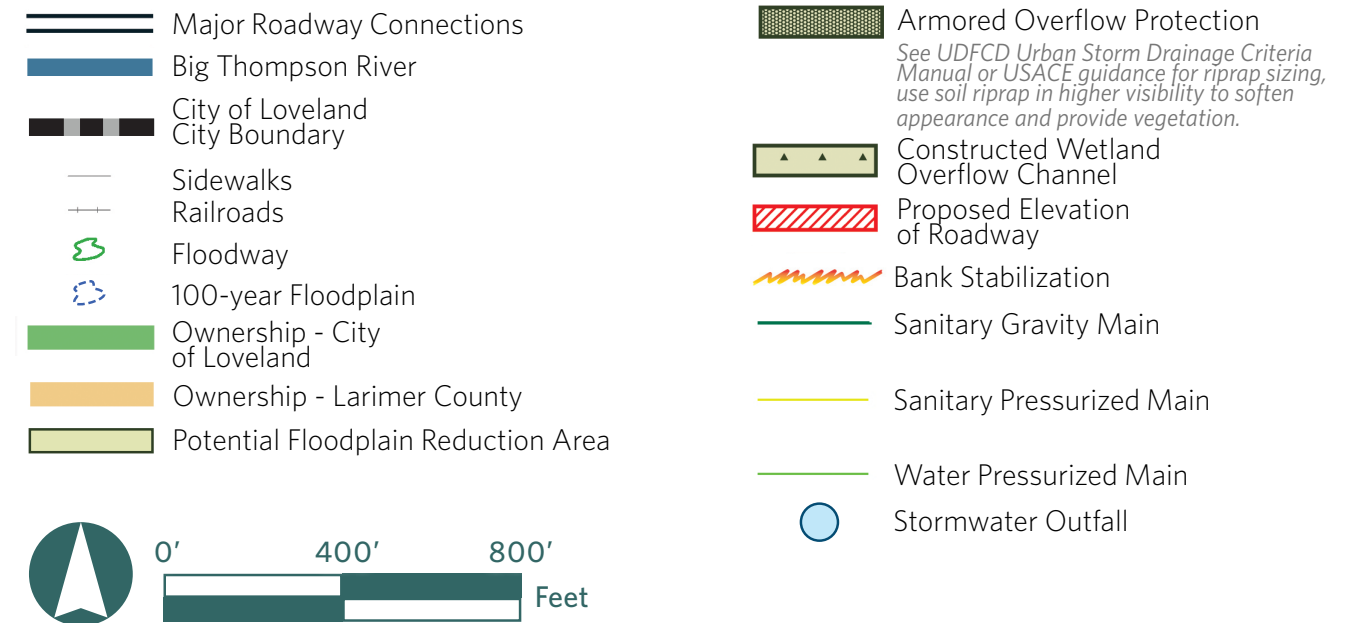 Major Roadway Connections
Big Thompson River
City of Loveland
City Boundary
Sidewalks
Railroads
Floodway
100-year Floodplain
Ownership - City
of Loveland
Ownership - Larimer County
Potential Floodplain Reduction Area
0' 400' 800'
Feet
Armored Overflow Protection
See UDFCD Urban Storm Drainage Criteria
Manual or USACE guidance for riprap sizing,
use soil riprap in higher visibility to soften
appearance and provide vegetation.
Constructed Wetland
Overflow Channel
Proposed Elevation
of Roadway
Bank Stabilization
Sanitary Gravity Main
Sanitary Pressurized Main
Water Pressurized Main
Stormwater Outfall